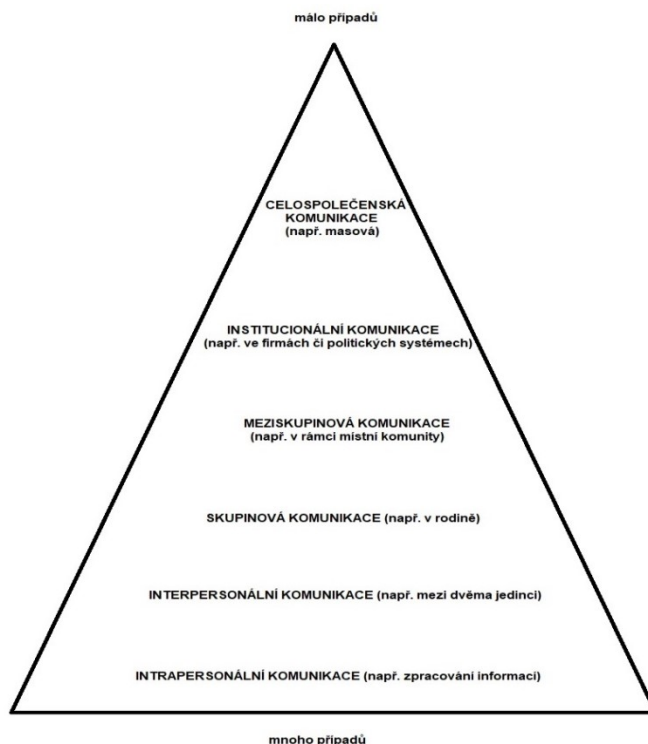 málo případů
CELOSPOLEČENSKÁ
KOMUNIKACE
(např. masová)
INSTITUCIONÁLNÍ KOMUNIKACE
(např. ve firmách či politických systémech)
MEZISKUPINOVÁ KOMUNIKACE
(např. v rámci místní komunity)
SKUPINOVÁ KOMUNIKACE (např. v rodině)
INTERPERSONÁLNÍ KOMUNIKACE (např. mezi dvěma jedinci)
INTRAPERSONÁLNÍ KOMUNIKACE (např. zpracování informací)
mnoho případů